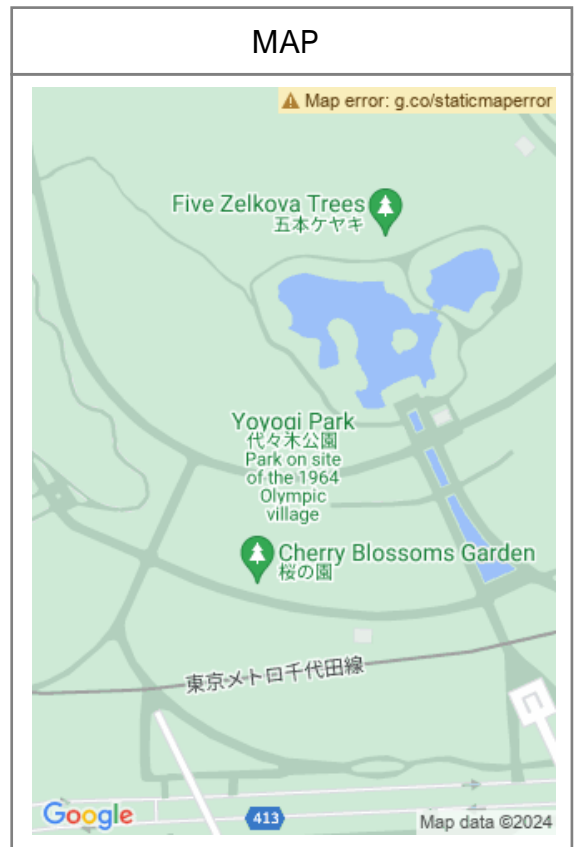 MAP
Map error: g.co/staticmaperror
Five Zelkova Trees
五本ケヤキ
Yoyogi Park
代々木公園
Park on site
of the 1964
Olympic
village
Cherry Blossoms Garden
桜の園
東京メトロ千代田線
Google
413
Map data ©2024